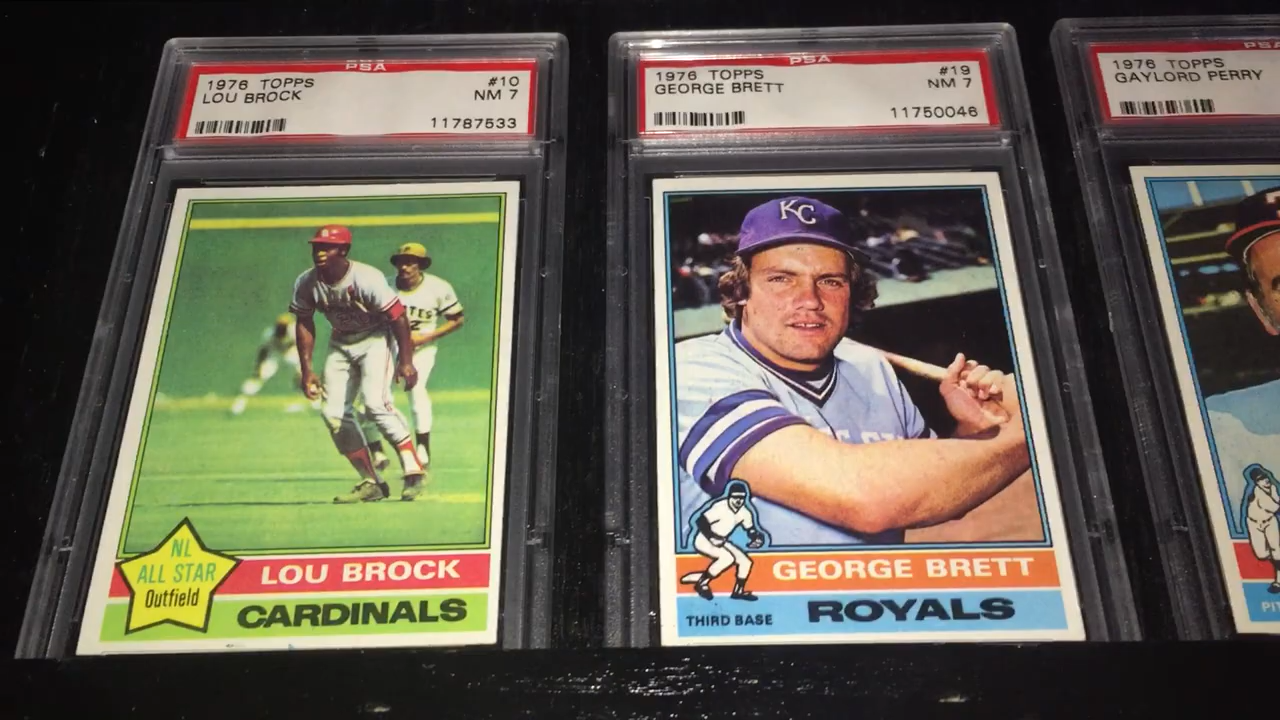 PSA
1976 TOPPS #10
LOU BROCK NM 7
11787533
NL
ALL STAR
Outfield
LOU BROCK
CARDINALS
PSA
1976 TOPPS #19
GEORGE BRETT NM 7
11750046
KC
GEORGE BRETT
THIRD BASE ROYALS
PSA
1976 TOPPS
GAYLORD PERRY